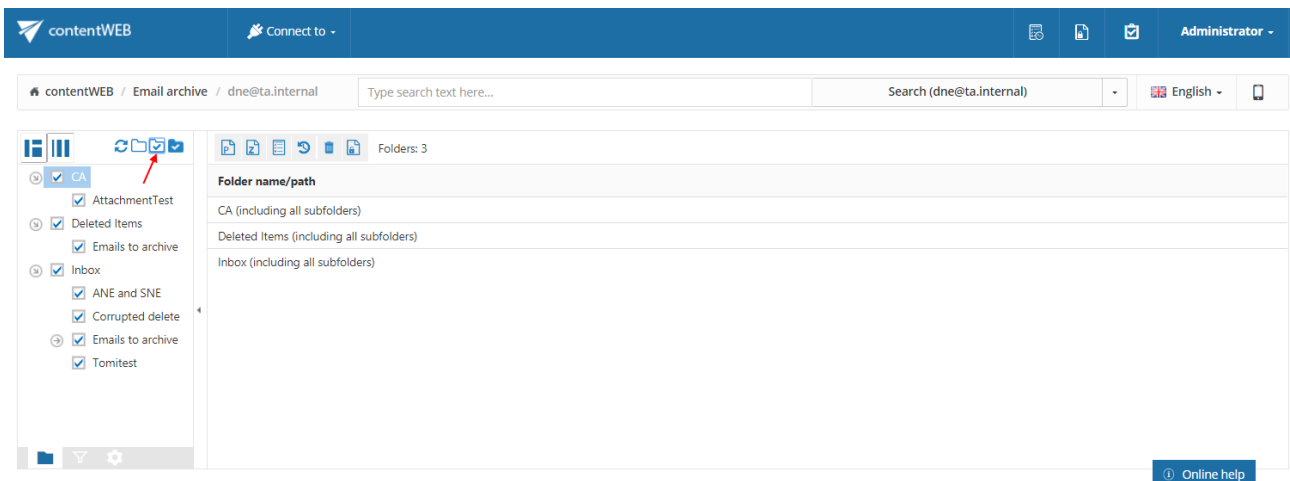 contentWEB Connect to Administrator
contentWEB / Email archive / dne@ta.internal Type search text here... Search (dne@ta.internal) English
P Z Folders: 3
CA
Folder name/path
AttachmentTest
CA (including all subfolders)
Deleted Items
Deleted Items (including all subfolders)
Emails to archive
Inbox (including all subfolders)
Inbox
ANE and SNE
Corrupted delete
Emails to archive
Tomitest
Online help